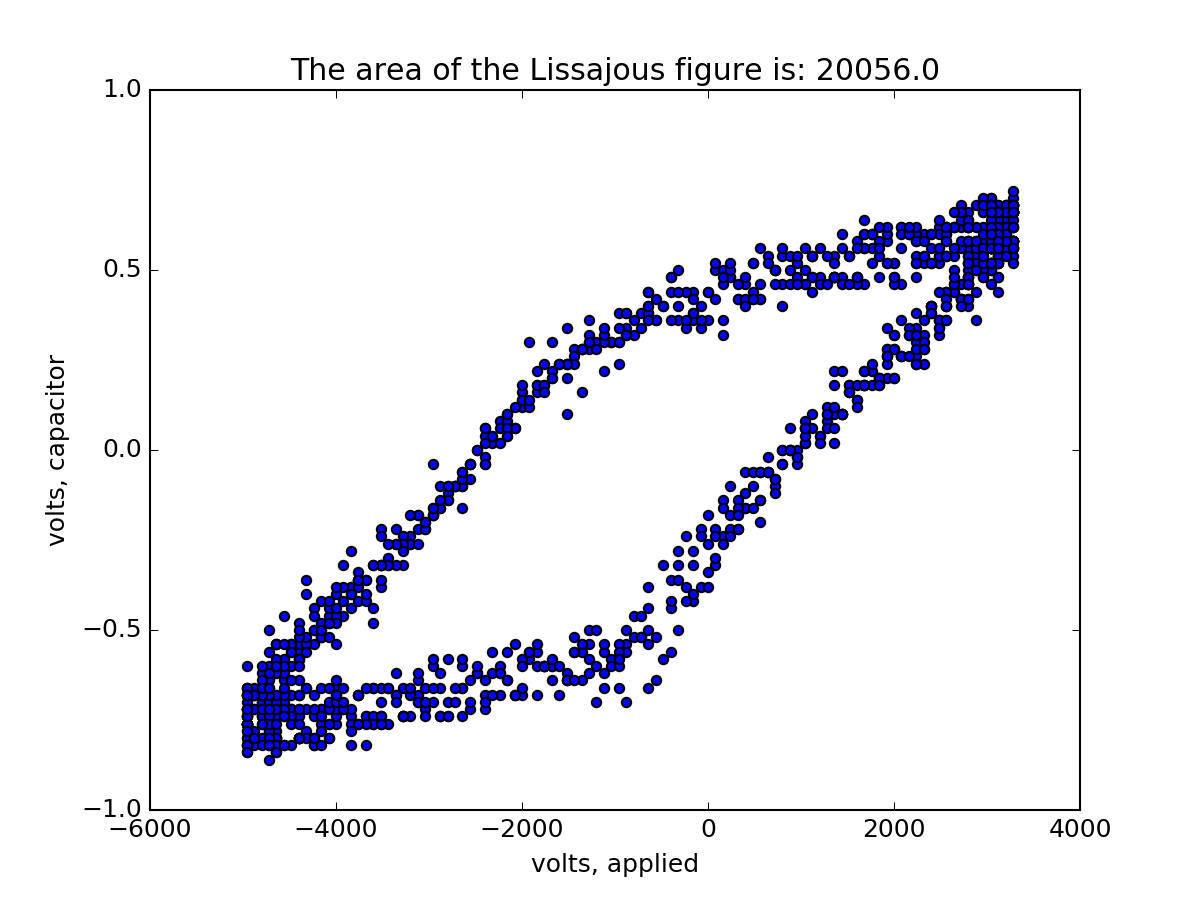 The area of the Lissajous figure is: 20056.0
1.0
0.5
0.0
−0.5
−1.0
volts, capacitor
−6000 −4000 −2000 0 2000 4000
volts, applied